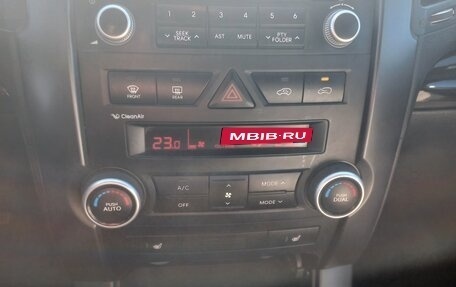 1 2 3 4 5 6
SEEK TRACK AST MUTE PTY FOLDER
FRONT REAR
CleanAir
23.0 MBIB.RU
A/C MODE
PUSH AUTO PUSH DUAL
OFF MODE